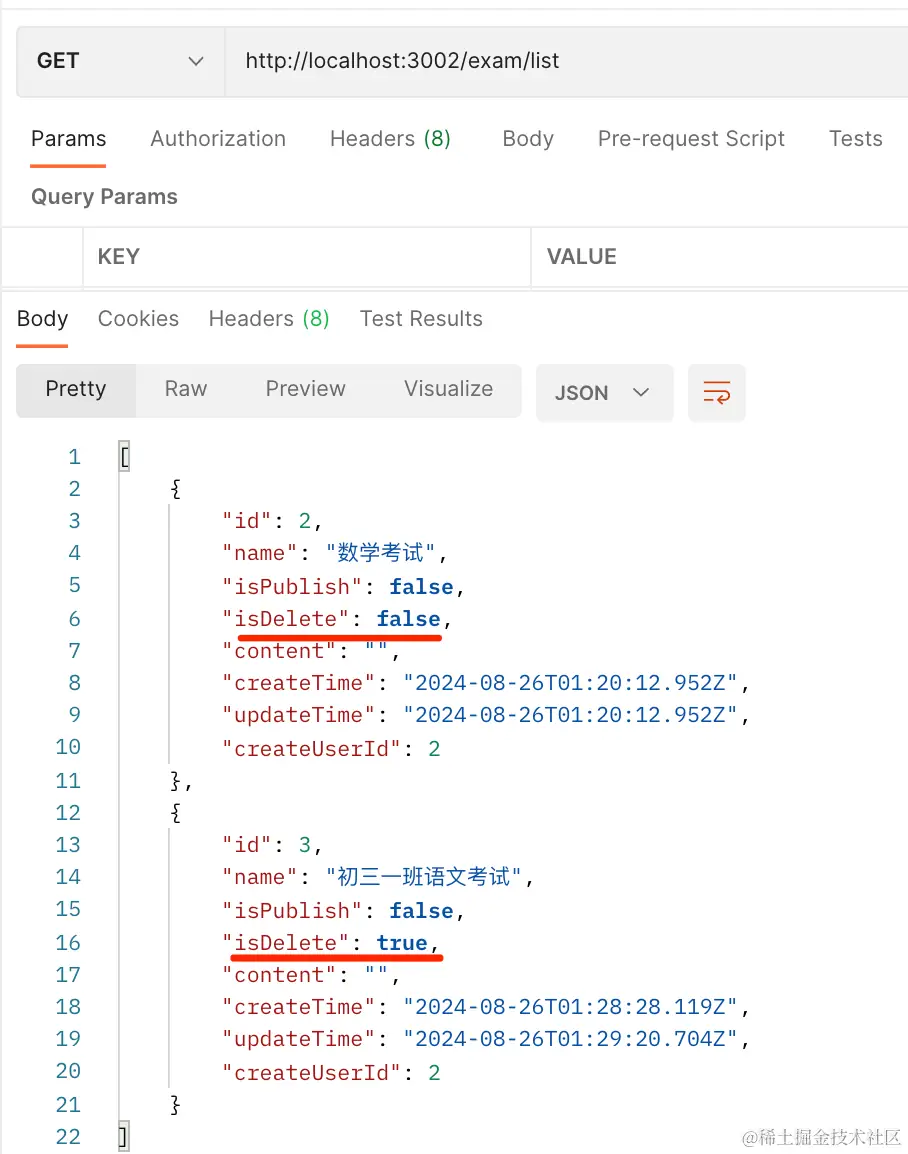 GET http://localhost:3002/exam/list
Params Authorization Headers (8) Body Pre-request Script Tests
Query Params
KEY VALUE
Body Cookies Headers (8) Test Results
Pretty Raw Preview Visualize JSON
1 [
2 {
3 "id": 2,
4 "name": "数学考试",
5 "isPublish": false,
6 "isDelete": false,
7 "content": "",
8 "createTime": "2024-08-26T01:20:12.952Z",
9 "updateTime": "2024-08-26T01:20:12.952Z",
10 "createUserId": 2
11 },
12 {
13 "id": 3,
14 "name": "初三一班语文考试",
15 "isPublish": false,
16 "isDelete": true,
17 "content": "",
18 "createTime": "2024-08-26T01:28:28.119Z",
19 "updateTime": "2024-08-26T01:29:20.704Z",
20 "createUserId": 2
21 }
22 ]
@稀土掘金技术社区